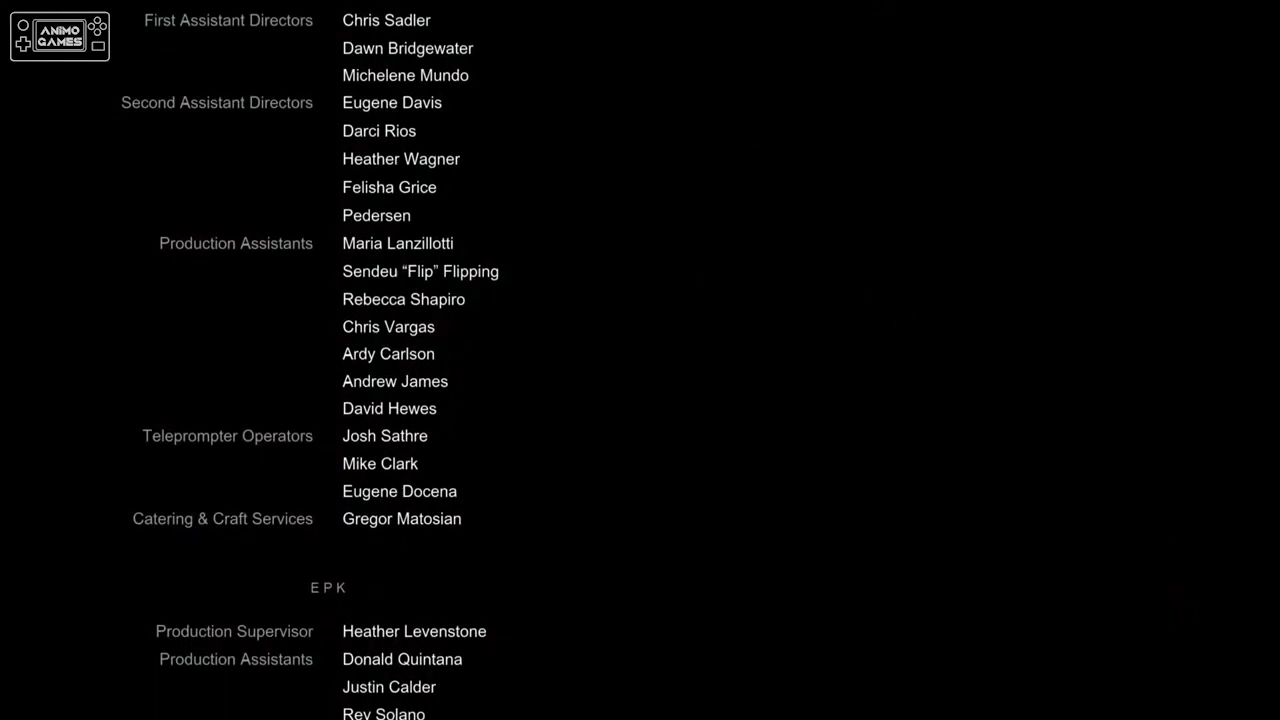 ANIMO
GAMES
First Assistant Directors Chris Sadler
Dawn Bridgewater
Michelene Mundo
Second Assistant Directors Eugene Davis
Darci Rios
Heather Wagner
Felisha Grice
Pedersen
Production Assistants Maria Lanzillotti
Sendeu “Flip” Flipping
Rebecca Shapiro
Chris Vargas
Ardy Carlson
Andrew James
David Hewes
Teleprompter Operators Josh Sathre
Mike Clark
Eugene Docena
Catering & Craft Services Gregor Matosian
EPK
Production Supervisor Heather Levenstone
Production Assistants Donald Quintana
Justin Calder
Rey Solano